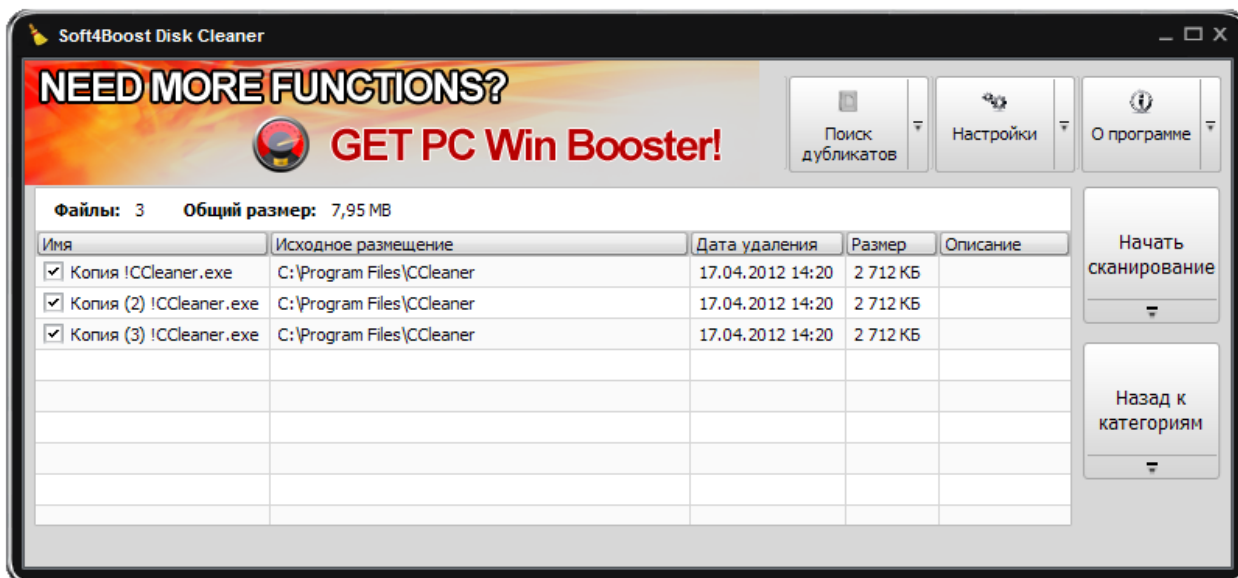 Soft4Boost Disk Cleaner
NEED MORE FUNCTIONS?
GET PC Win Booster!
Поиск
дубликатов
Настройки
О программе
Файлы: 3 Общий размер: 7,95 MB
Имя Исходное размещение Дата удаления Размер Описание
Копия !CCleaner.exe C:\Program Files\CCleaner 17.04.2012 14:20 2 712 КБ
Копия (2) !CCleaner.exe C:\Program Files\CCleaner 17.04.2012 14:20 2 712 КБ
Копия (3) !CCleaner.exe C:\Program Files\CCleaner 17.04.2012 14:20 2 712 КБ
Начать
сканирование
Назад к
категориям